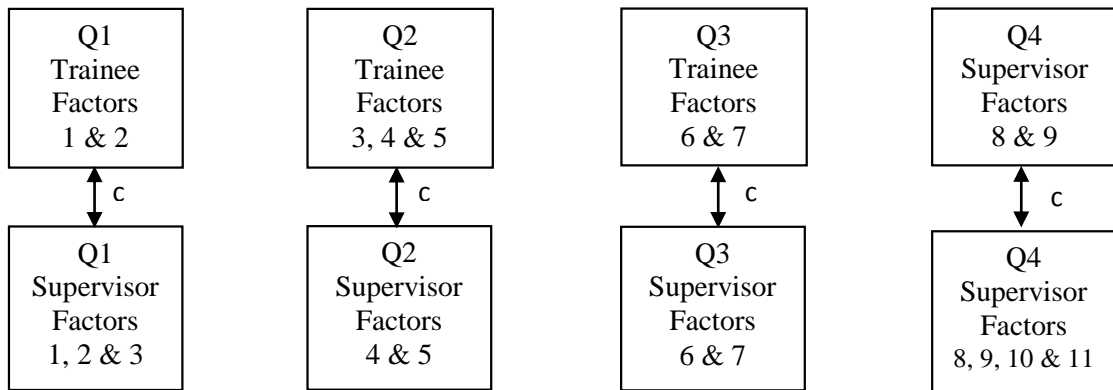 Q1
Trainee
Factors
1 & 2
Q2
Trainee
Factors
3, 4 & 5
Q3
Trainee
Factors
6 & 7
Q4
Supervisor
Factors
8 & 9
c
c
c
c
Q1
Supervisor
Factors
1, 2 & 3
Q2
Supervisor
Factors
4 & 5
Q3
Supervisor
Factors
6 & 7
Q4
Supervisor
Factors
8, 9, 10 & 11